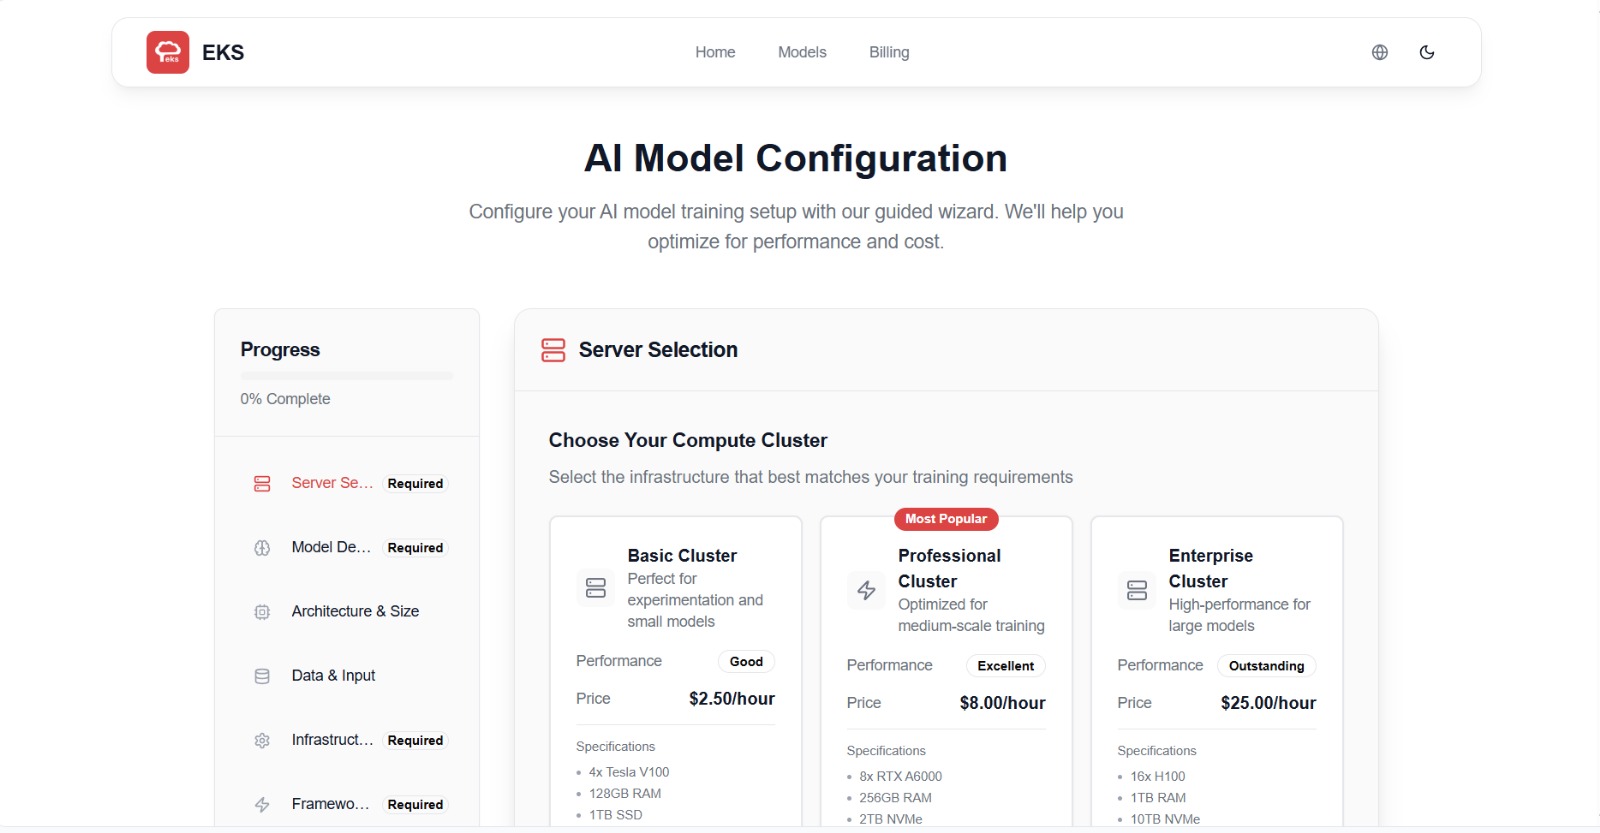 eks
EKS
Home
Models
Billing
AI Model Configuration
Configure your AI model training setup with our guided wizard. We'll help you
optimize for performance and cost.
Progress
0% Complete
Server Se... Required
Model De... Required
Architecture & Size
Data & Input
Infrastruct... Required
Framewo... Required
Server Selection
Choose Your Compute Cluster
Select the infrastructure that best matches your training requirements
Basic Cluster
Perfect for
experimentation and
small models
Performance Good
Price $2.50/hour
Specifications
• 4x Tesla V100
• 128GB RAM
• 1TB SSD
Most Popular
Professional
Cluster
Optimized for
medium-scale training
Performance Excellent
Price $8.00/hour
Specifications
• 8x RTX A6000
• 256GB RAM
• 2TB NVMe
Enterprise
Cluster
High-performance for
large models
Performance Outstanding
Price $25.00/hour
Specifications
• 16x H100
• 1TB RAM
• 10TB NVMe